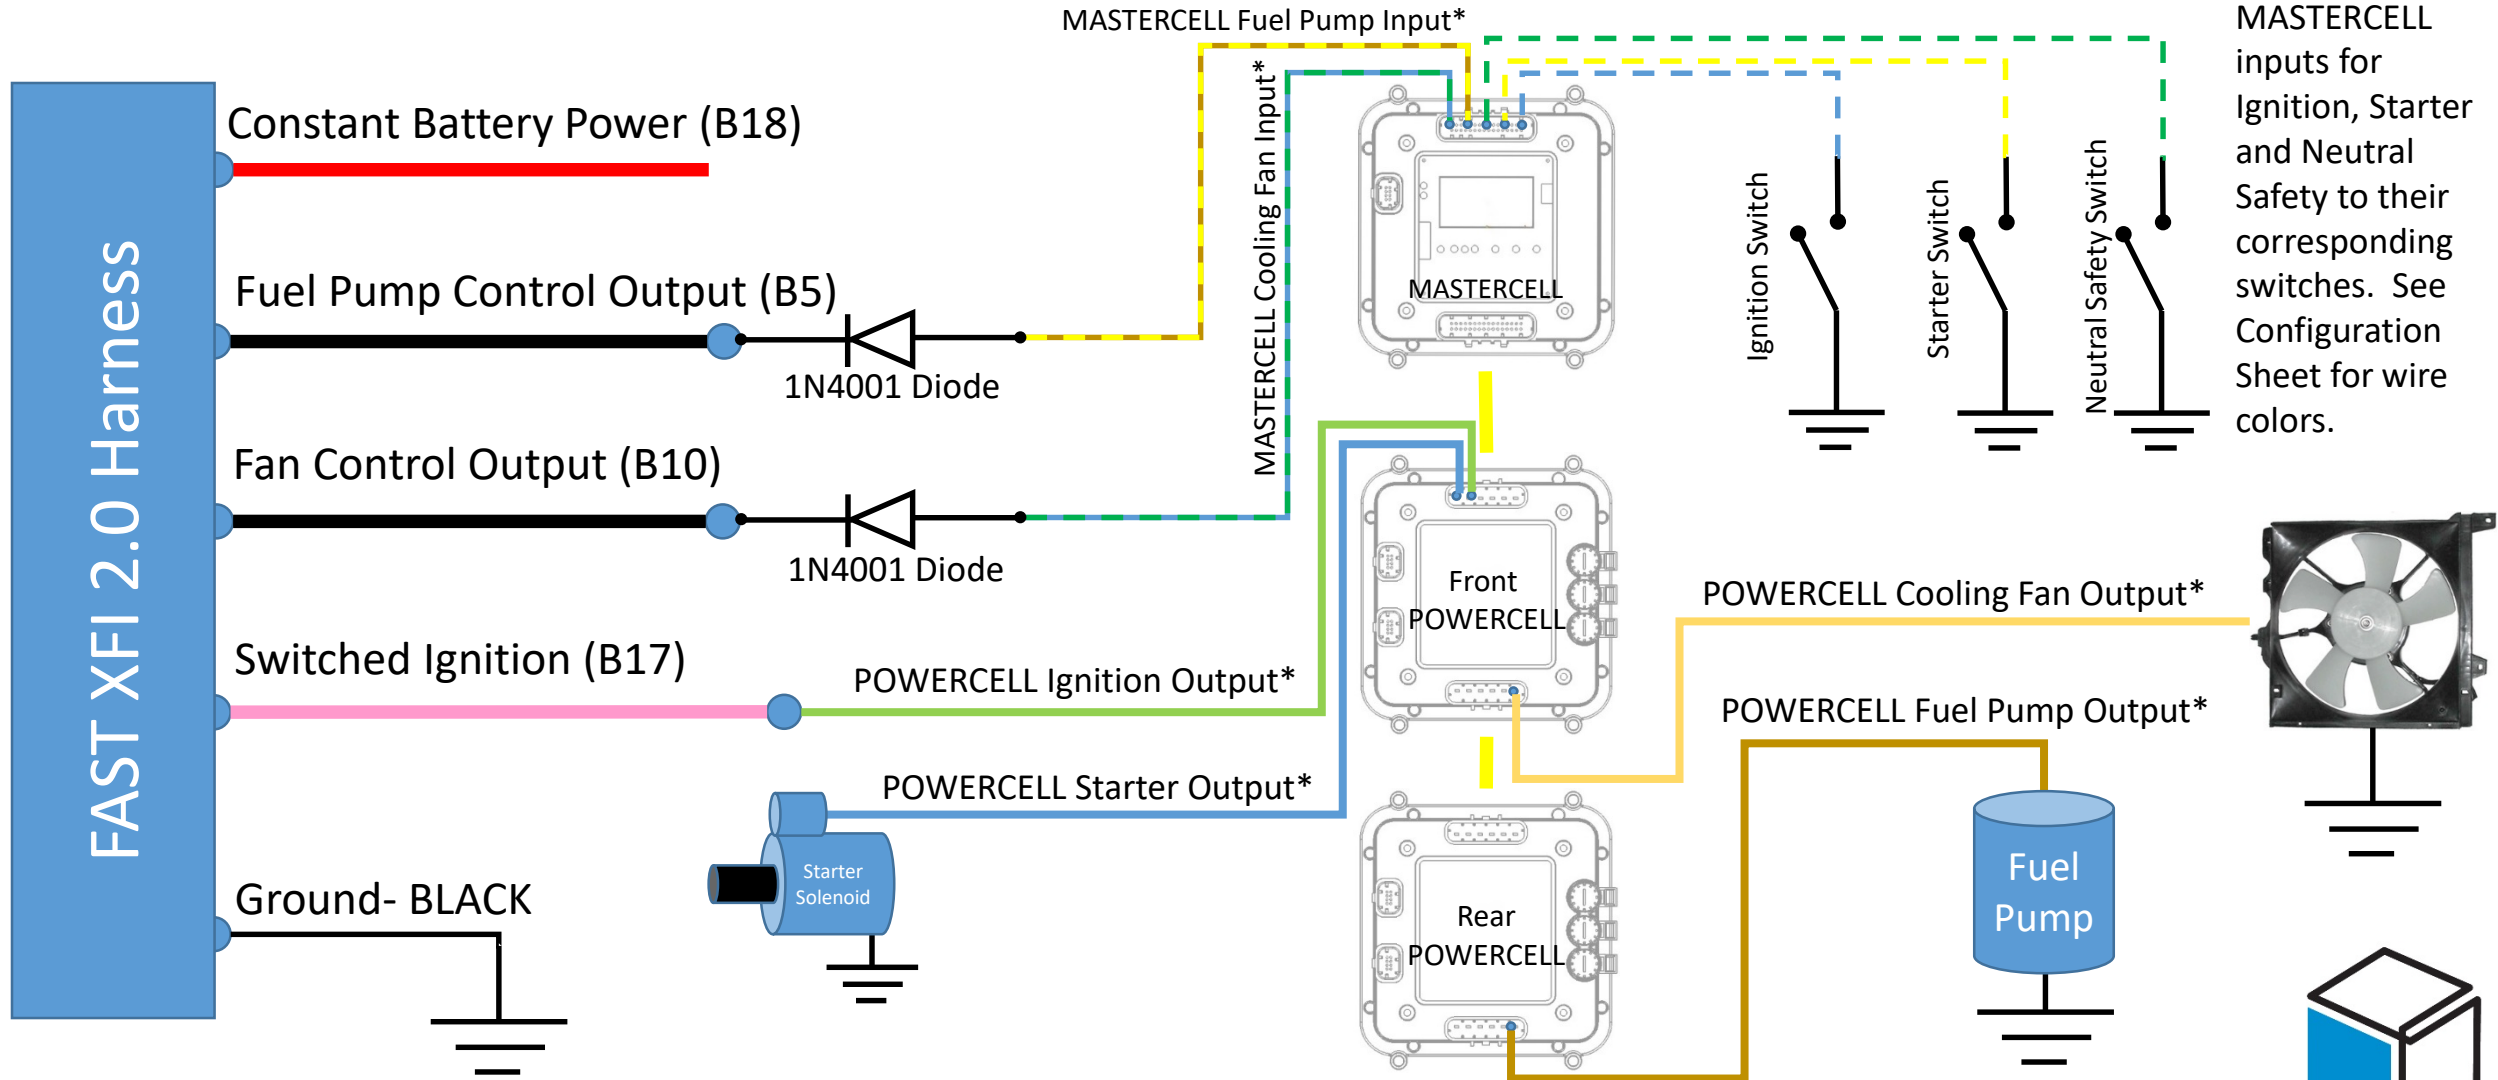 MASTERCELL Fuel Pump Input*
MASTERCELL Cooling Fan Input*
FAST XFI 2.0 Harness
Constant Battery Power (B18)
Fuel Pump Control Output (B5)
1N4001 Diode
Fan Control Output (B10)
1N4001 Diode
Switched Ignition (B17)
POWERCELL Ignition Output*
POWERCELL Starter Output*
Starter
Solenoid
Ground- BLACK
MASTERCELL
Front
POWERCELL
Rear
POWERCELL
Ignition Switch
Starter Switch
Neutral Safety Switch
MASTERCELL
inputs for
Ignition, Starter
and Neutral
Safety to their
corresponding
switches.  See
Configuration
Sheet for wire
colors.
POWERCELL Cooling Fan Output*
POWERCELL Fuel Pump Output*
Fuel
Pump